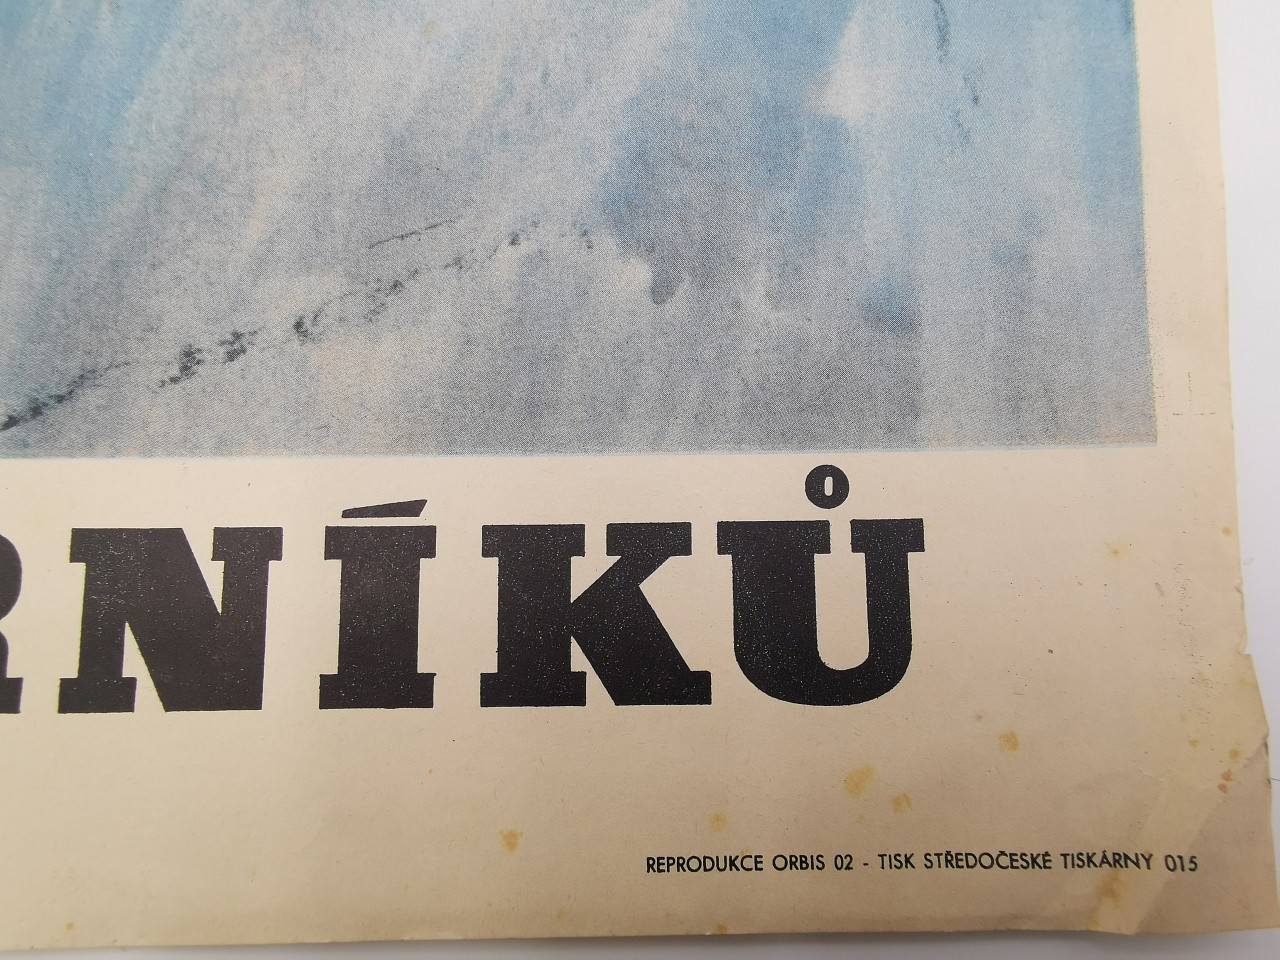 RNÍKŮ
REPRODUKCE ORBIS 02 - TISK STŘEDOČESKÉ TISKÁRNY 015